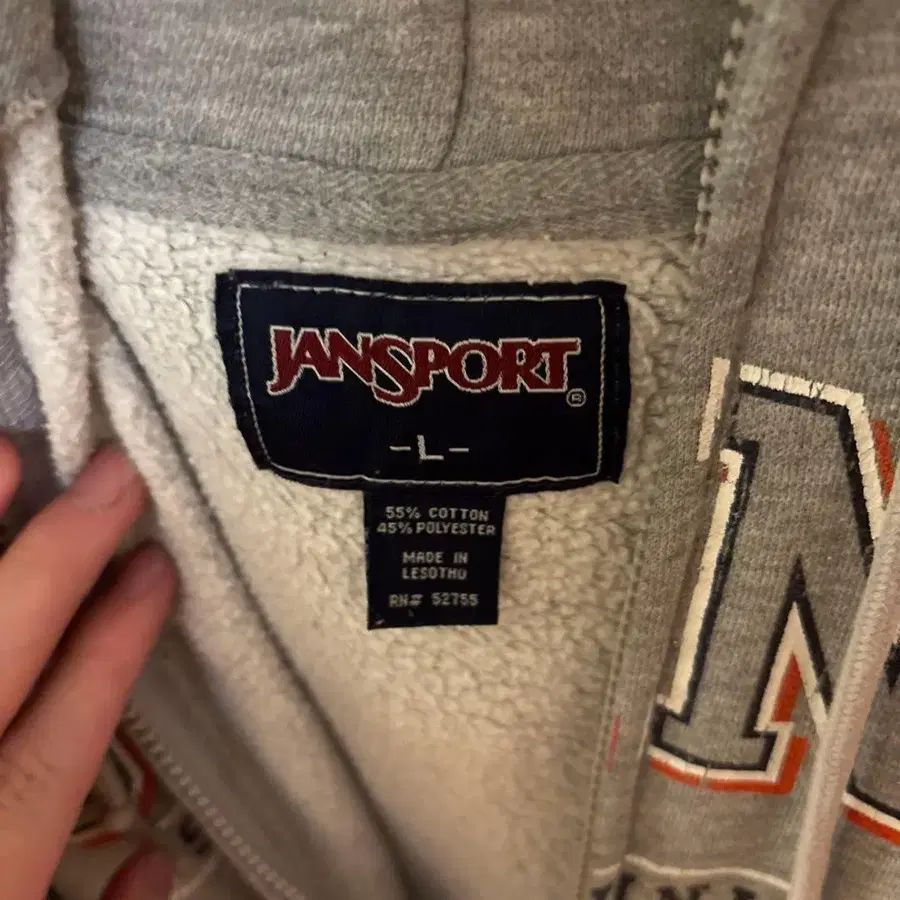 JANSPORT®
-L-
55% COTTON
45% POLYESTER
MADE IN
LESOTHO
RN# 52755